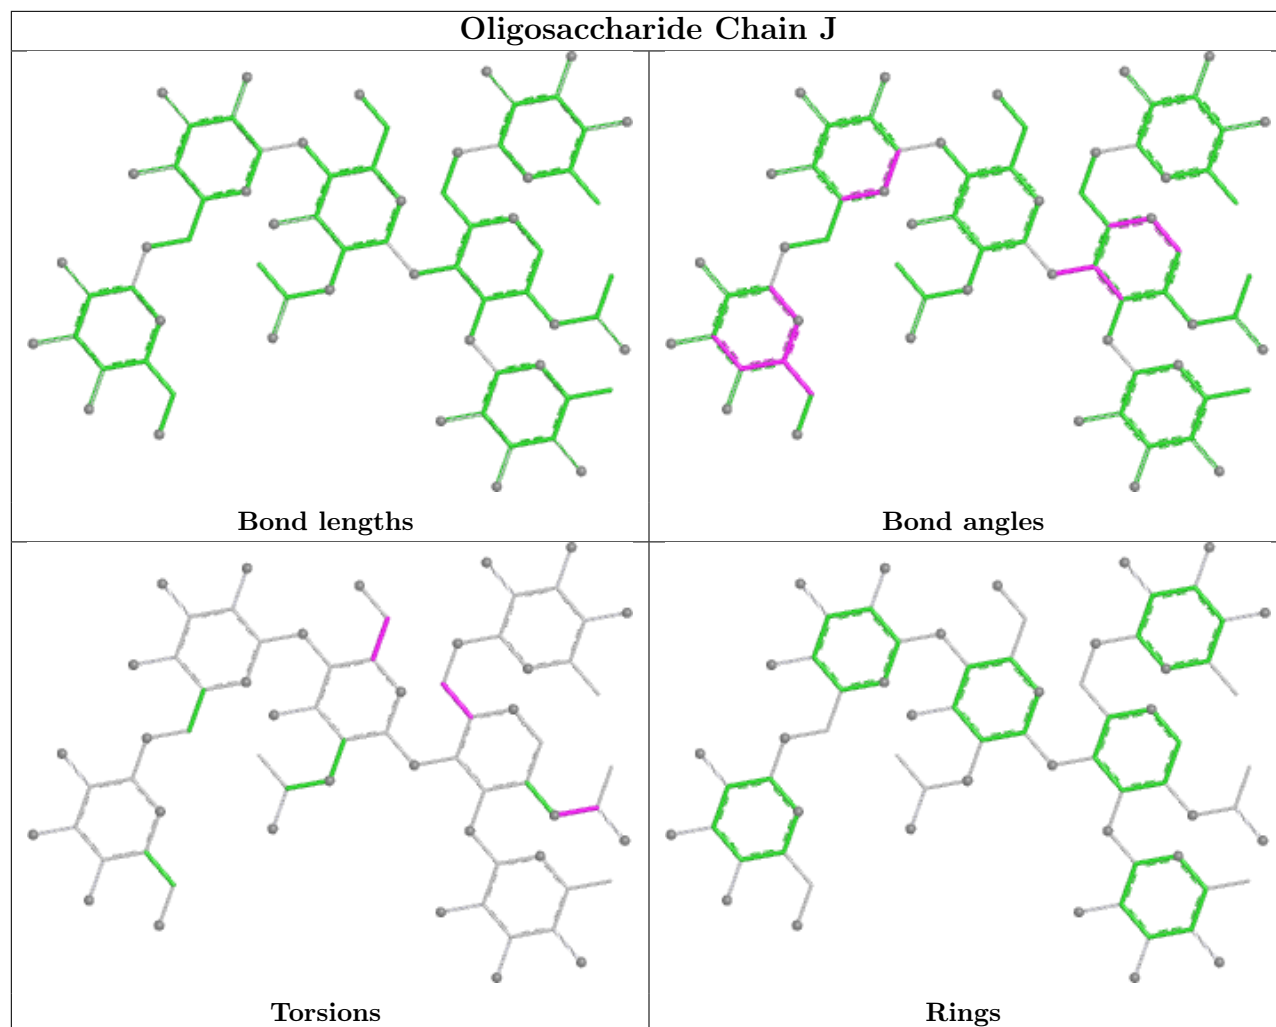 Oligosaccharide Chain J
Bond lengths
Bond angles
Torsions
Rings